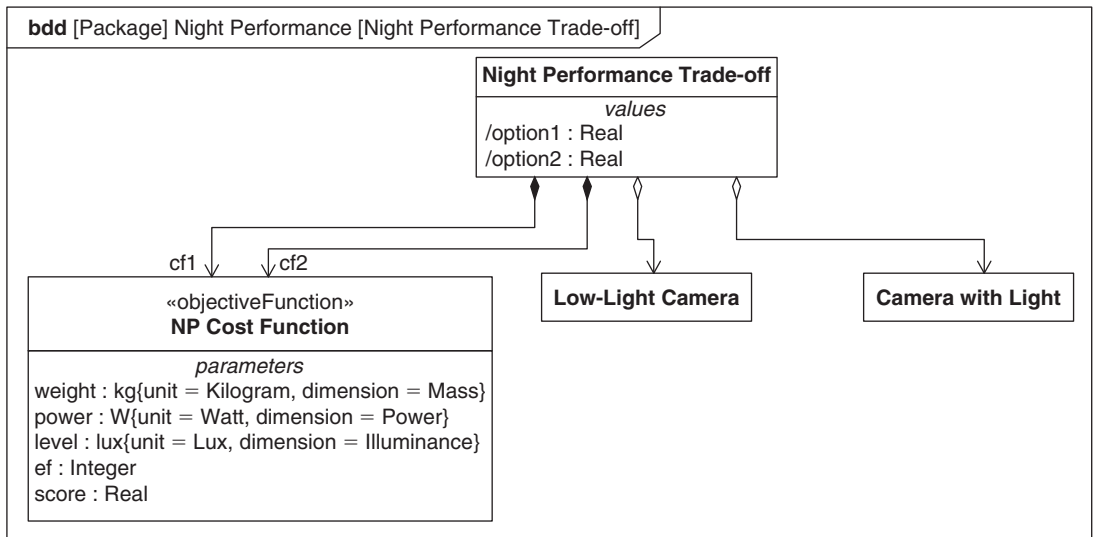 bdd [Package] Night Performance [Night Performance Trade-off]
Night Performance Trade-off
values
/option1 : Real
/option2 : Real
cf1
cf2
«objectiveFunction»
NP Cost Function
parameters
weight : kg{unit = Kilogram, dimension = Mass}
power : W{unit = Watt, dimension = Power}
level : lux{unit = Lux, dimension = Illuminance}
ef : Integer
score : Real
Low-Light Camera
Camera with Light